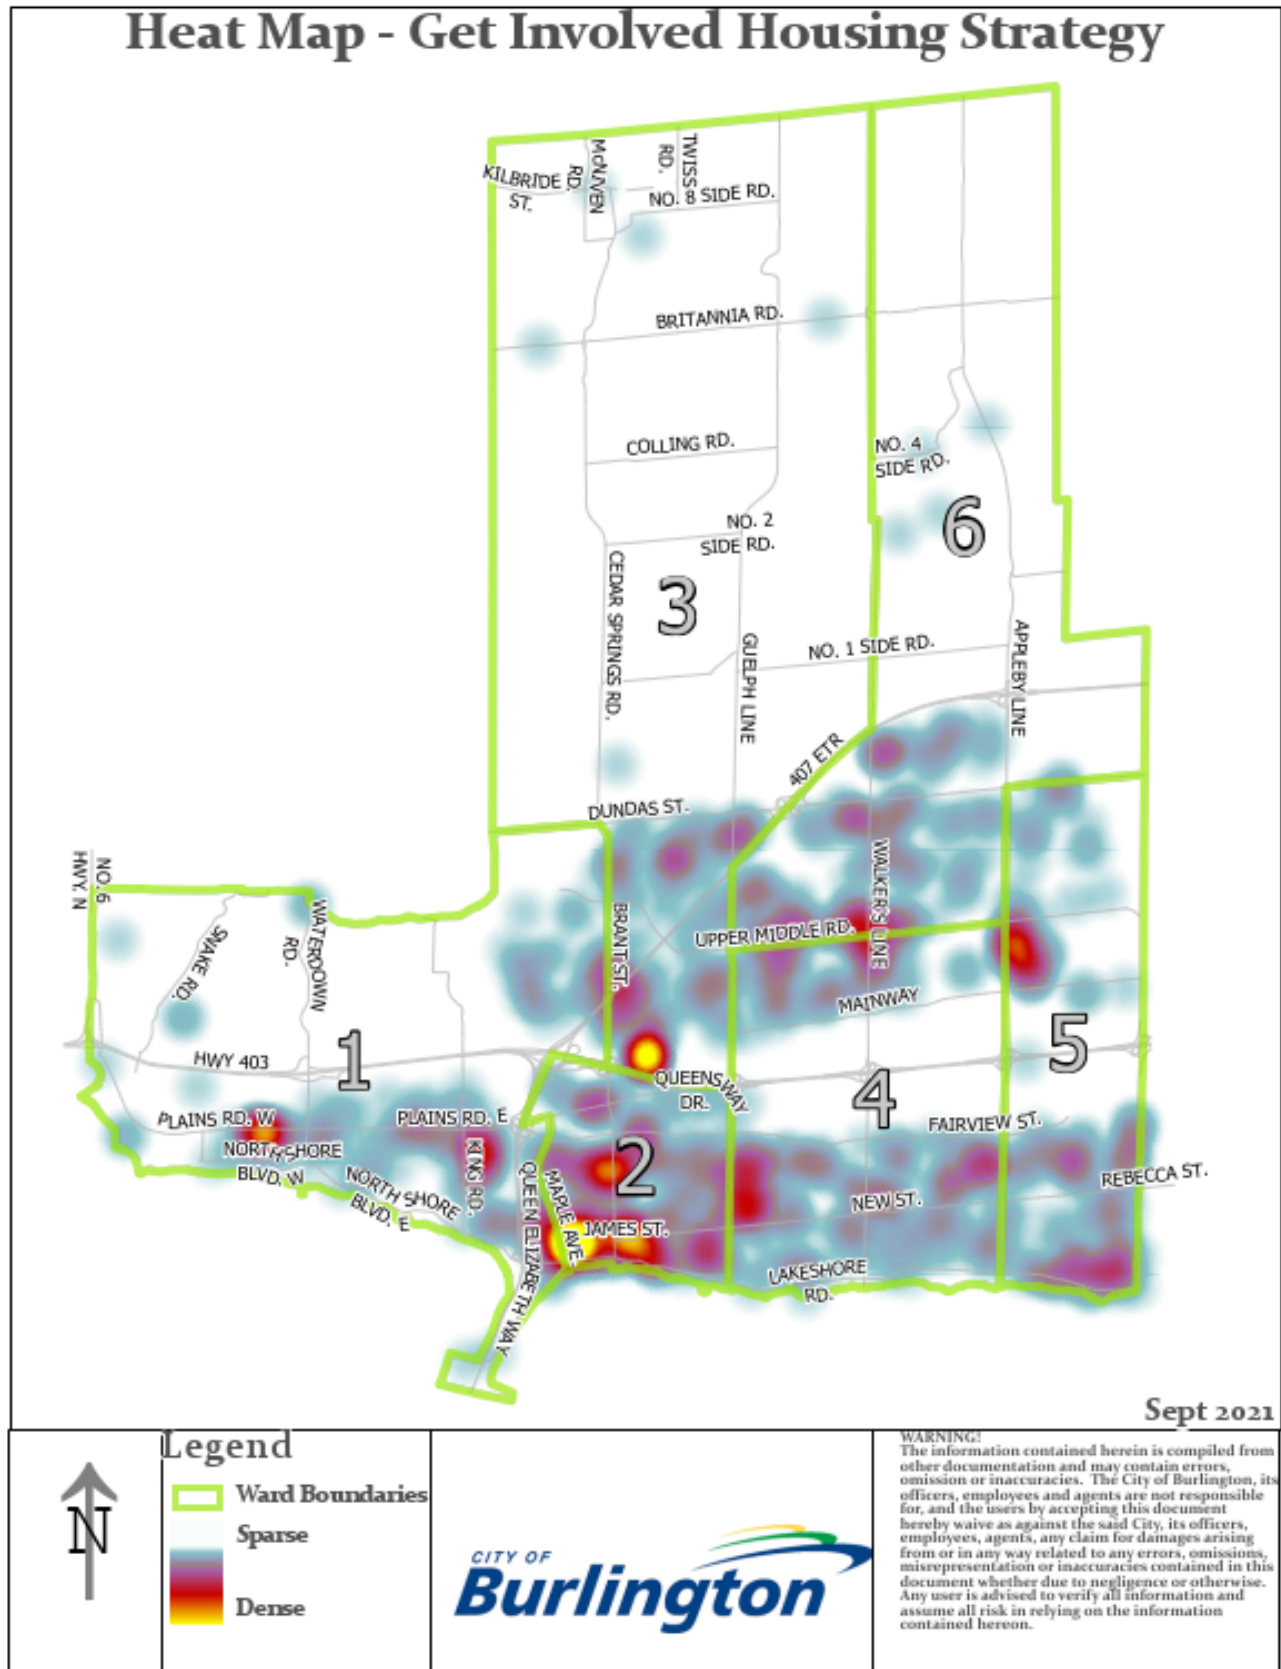 Heat Map - Get Involved Housing Strategy
KILBRIDE
ST.
McNIVEN
RD.
TWISS
RD.
NO. 8 SIDE RD.
BRITANNIA RD.
COLLING RD.
NO. 4
SIDE RD.
NO. 2
SIDE RD.
6
3
CEDAR SPRINGS RD.
GUELPH LINE
NO. 1 SIDE RD.
APPLEBY LINE
407 ETR
DUNDAS ST.
HWY. N
NO. 6
SNAKE RD.
WATERDOWN
RD.
BRANT ST.
WALKER'S LINE
UPPER MIDDLE RD.
MAINWAY
1
5
HWY 403
QUEENSWAY
DR.
4
PLAINS RD. W
PLAINS RD. E
FAIRVIEW ST.
NORTHSHORE
BLVD. W
NORTH SHORE
BLVD. E
KING RD.
2
QUEEN ELIZABETH WAY
MAPLE AVE.
JAMES ST.
NEW ST.
REBECCA ST.
LAKESHORE
RD.
Sept 2021
N
Legend
Ward Boundaries
Sparse
Dense
CITY OF
Burlington
WARNING!
The information contained herein is compiled from
other documentation and may contain errors,
omission or inaccuracies. The City of Burlington, its
officers, employees and agents are not responsible
for, and the users by accepting this document
hereby waive as against the said City, its officers,
employees, agents, any claim for damages arising
from or in any way related to any errors, omissions,
misrepresentation or inaccuracies contained in this
document whether due to negligence or otherwise.
Any user is advised to verify all information and
assume all risk in relying on the information
contained hereon.